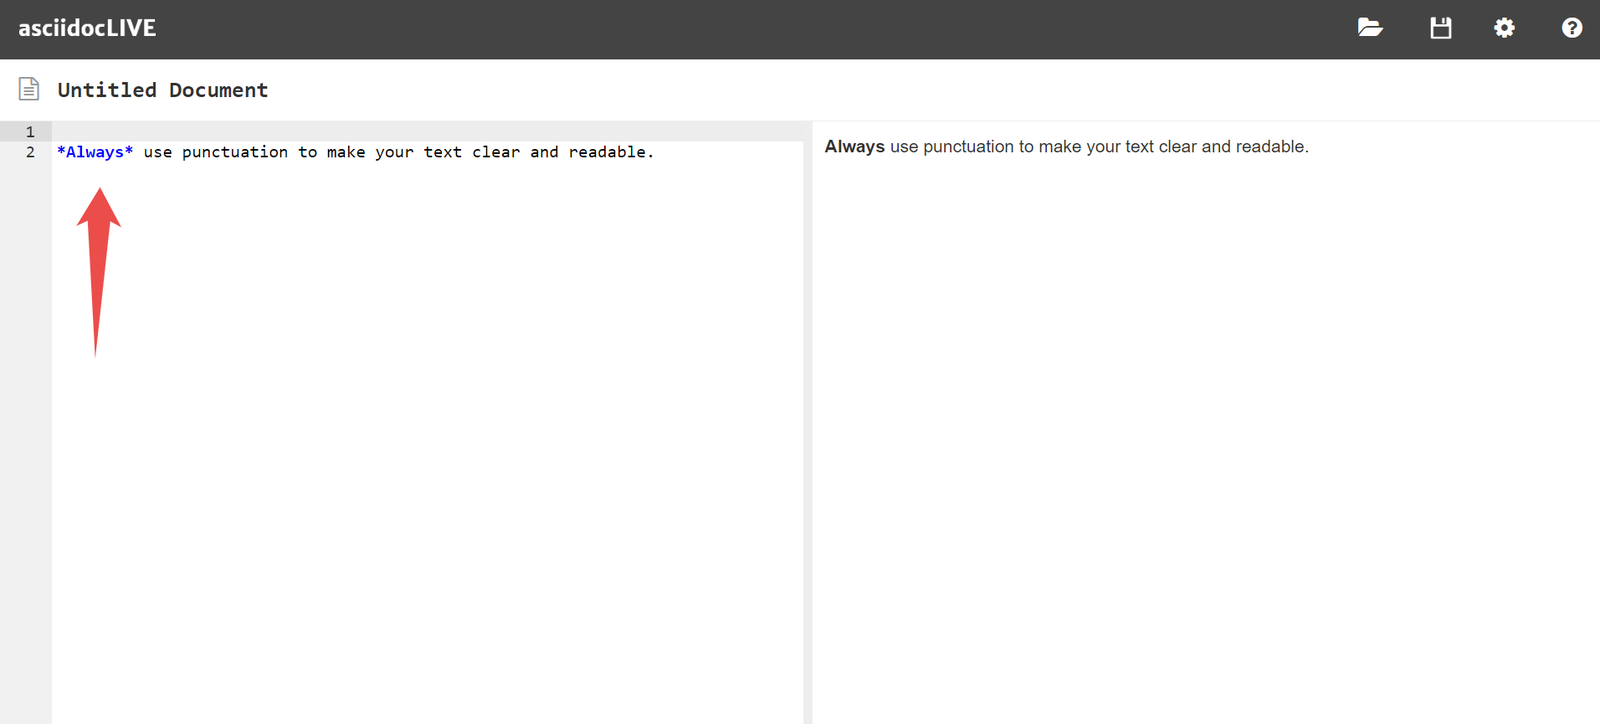 asciidocLIVE
Untitled Document
1
2 *Always* use punctuation to make your text clear and readable.
Always use punctuation to make your text clear and readable.